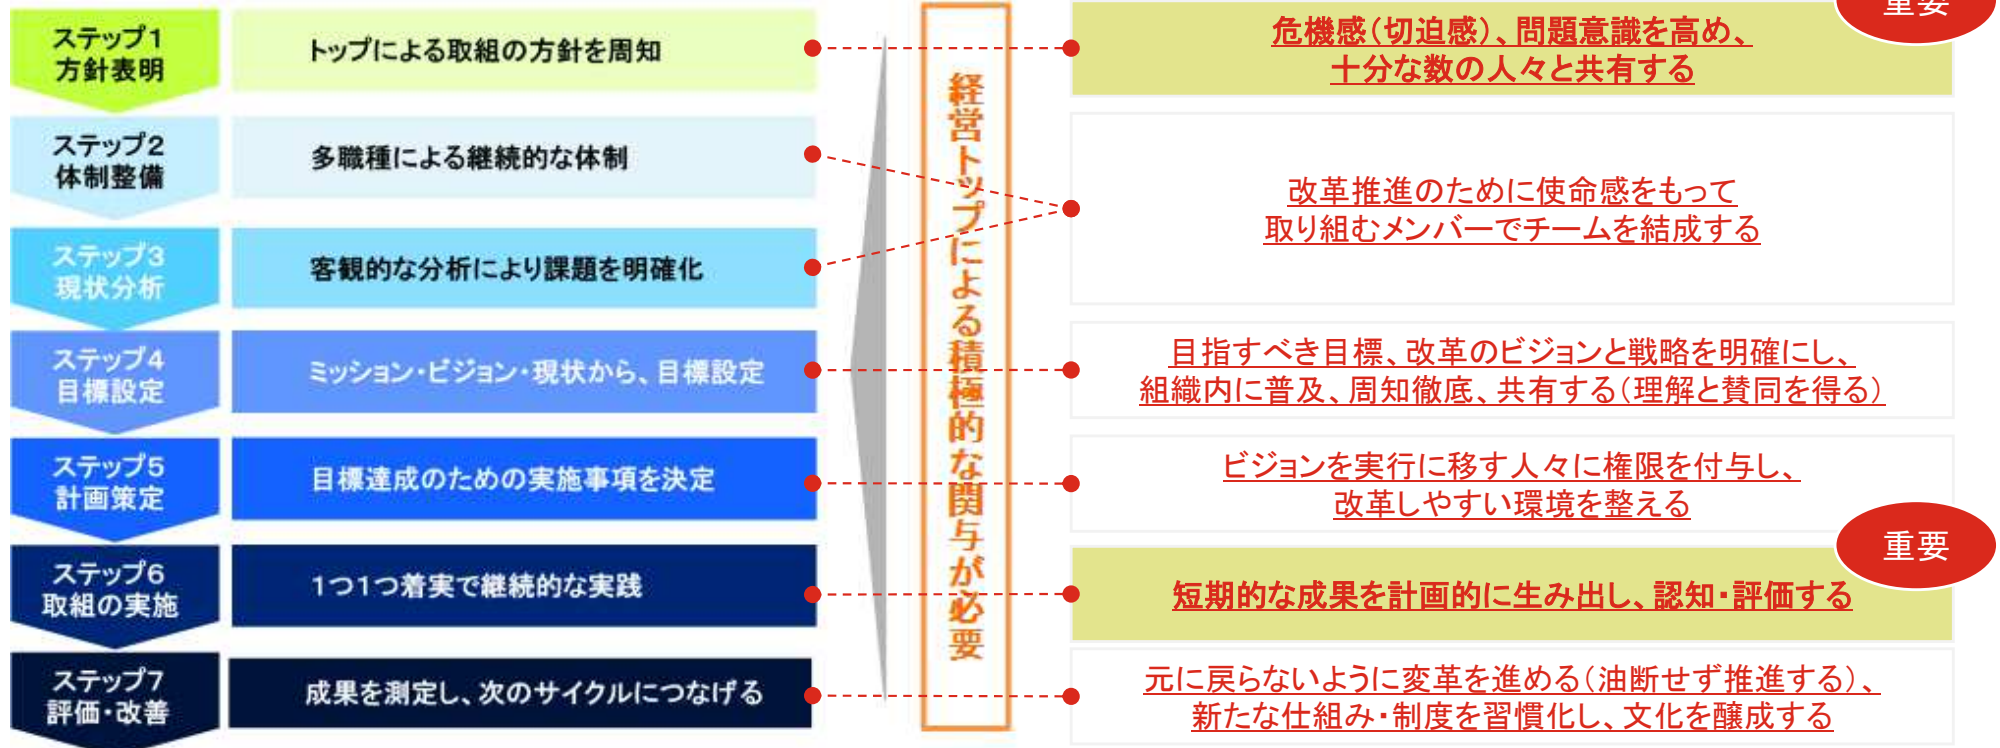 重要
ステップ1
方針表明
トップによる取組の方針を周知
危機感(切迫感)、問題意識を高め、
十分な数の人々と共有する
ステップ2
体制整備
多職種による継続的な体制
改革推進のために使命感をもって
取り組むメンバーでチームを結成する
ステップ3
現状分析
客観的な分析により課題を明確化
ステップ4
目標設定
ミッション・ビジョン・現状から、目標設定
目指すべき目標、改革のビジョンと戦略を明確にし、
組織内に普及、周知徹底、共有する(理解と賛同を得る)
ステップ5
計画策定
目標達成のための実施事項を決定
ビジョンを実行に移す人々に権限を付与し、
改革しやすい環境を整える
重要
ステップ6
取組の実施
1つ1つ着実で継続的な実践
短期的な成果を計画的に生み出し、認知・評価する
ステップ7
評価・改善
成果を測定し、次のサイクルにつなげる
元に戻らないように変革を進める(油断せず推進する)、
新たな仕組み・制度を習慣化し、文化を醸成する
経営トップによる積極的な関与が必要